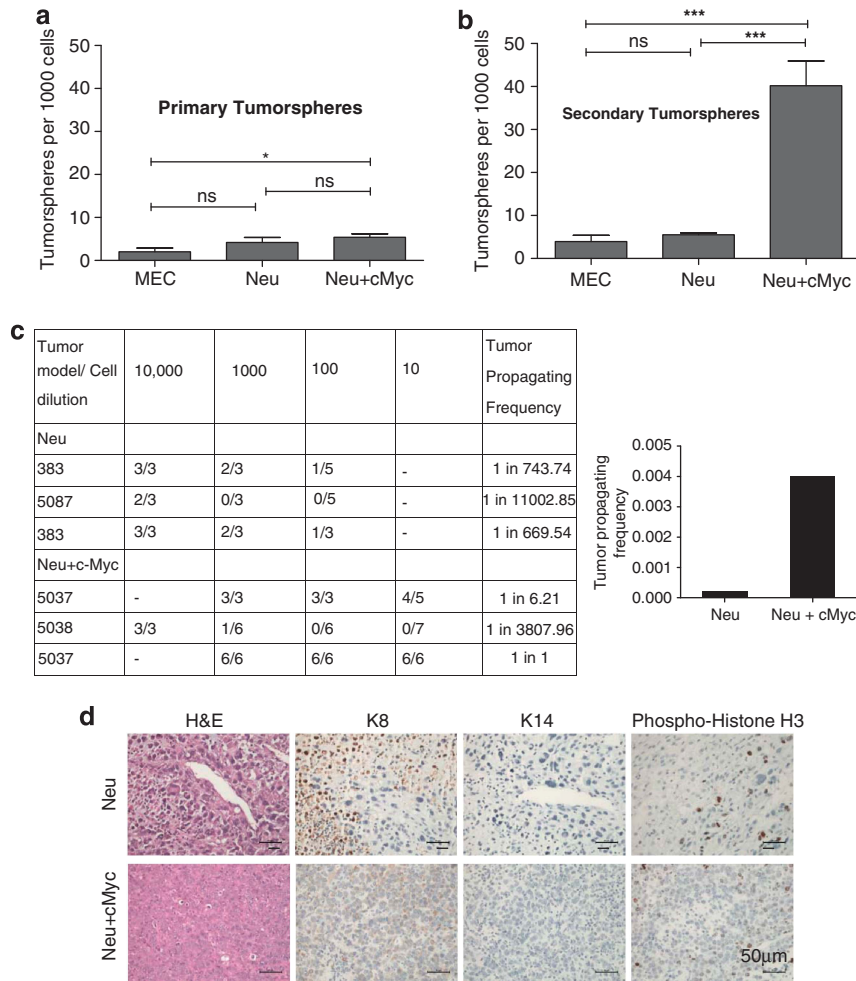 a
Tumorspheres per 1000 cells
50
40
30
20
10
0
Primary Tumorspheres
*
ns
ns
MEC Neu Neu+cMyc
b
Tumorspheres per 1000 cells
50
40
30
20
10
0
***
ns
***
Secondary Tumorspheres
MEC Neu Neu+cMyc
c
Tumor model/ Cell dilution 10,000 1000 100 10 Tumor Propagating Frequency
Neu
383 3/3 2/3 1/5 - 1 in 743.74
5087 2/3 0/3 0/5 - 1 in 11002.85
383 3/3 2/3 1/3 - 1 in 669.54
Neu+c-Myc
5037 - 3/3 3/3 4/5 1 in 6.21
5038 3/3 1/6 0/6 0/7 1 in 3807.96
5037 - 6/6 6/6 6/6 1 in 1
Tumor propagating
frequency
0.005
0.004
0.003
0.002
0.001
0.000
Neu Neu + cMyc
d
H&E K8 K14 Phospho-Histone H3
Neu
Neu+cMyc
50µm